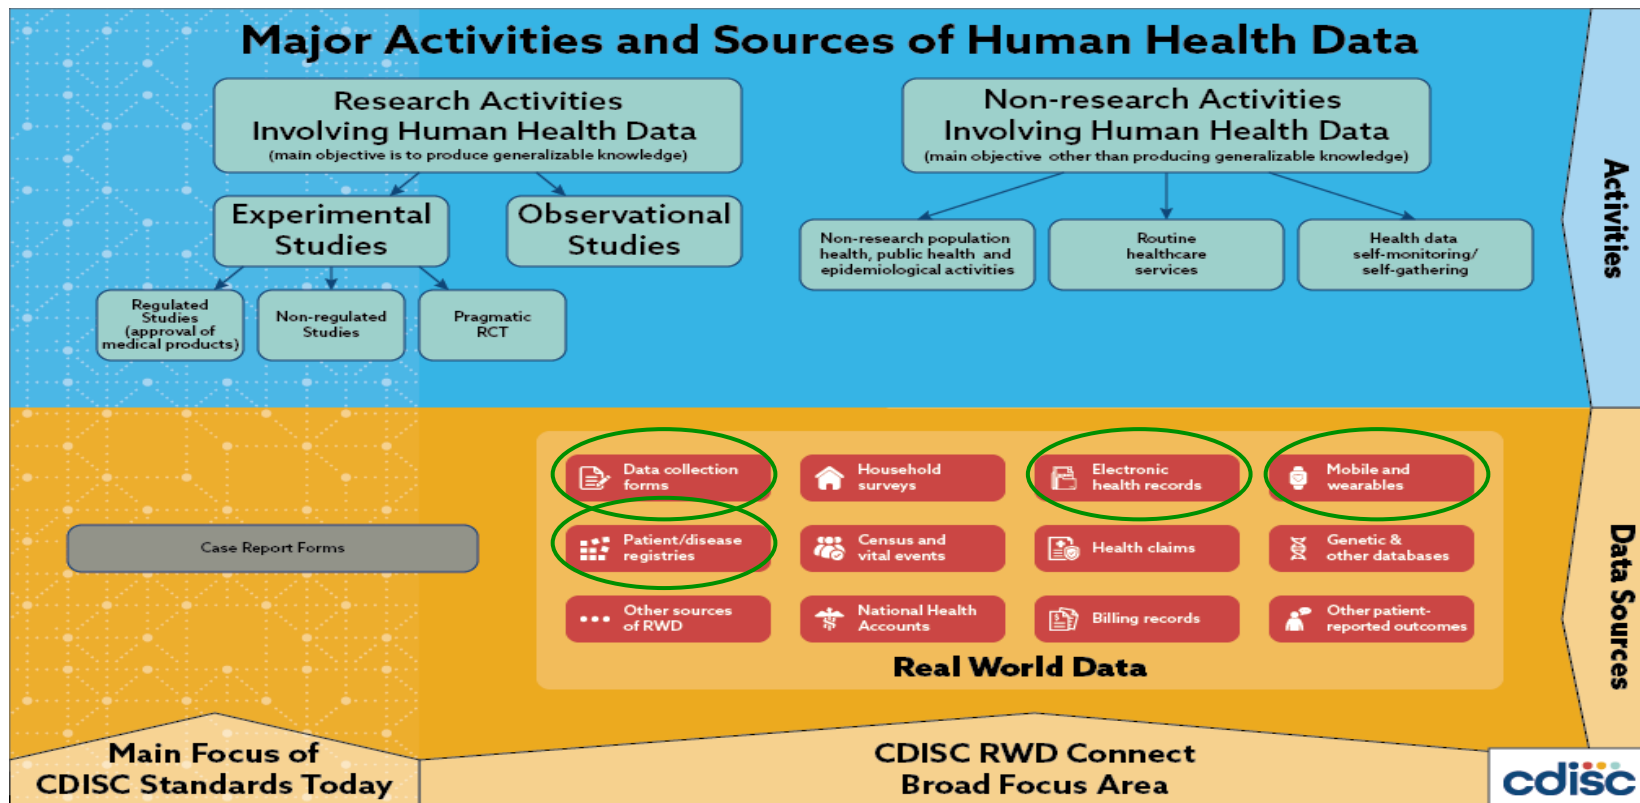 Major Activities and Sources of Human Health Data
Research Activities
Involving Human Health Data
(main objective is to produce generalizable knowledge)
Non-research Activities
Involving Human Health Data
(main objective other than producing generalizable knowledge)
Experimental
Studies
Observational
Studies
Non-research population
health, public health and
epidemiological activities
Routine
healthcare
services
Health data
self-monitoring/
self-gathering
Regulated
Studies
(approval of
medical products)
Non-regulated
Studies
Pragmatic
RCT
Activities
Data collection
forms
Household
surveys
Electronic
health records
Mobile and
wearables
Case Report Forms
Patient/disease
registries
Census and
vital events
Health claims
Genetic &
other databases
Other sources
of RWD
National Health
Accounts
Billing records
Other patient-
reported outcomes
Real World Data
Data Sources
Main Focus of
CDISC Standards Today
CDISC RWD Connect
Broad Focus Area
cdisc